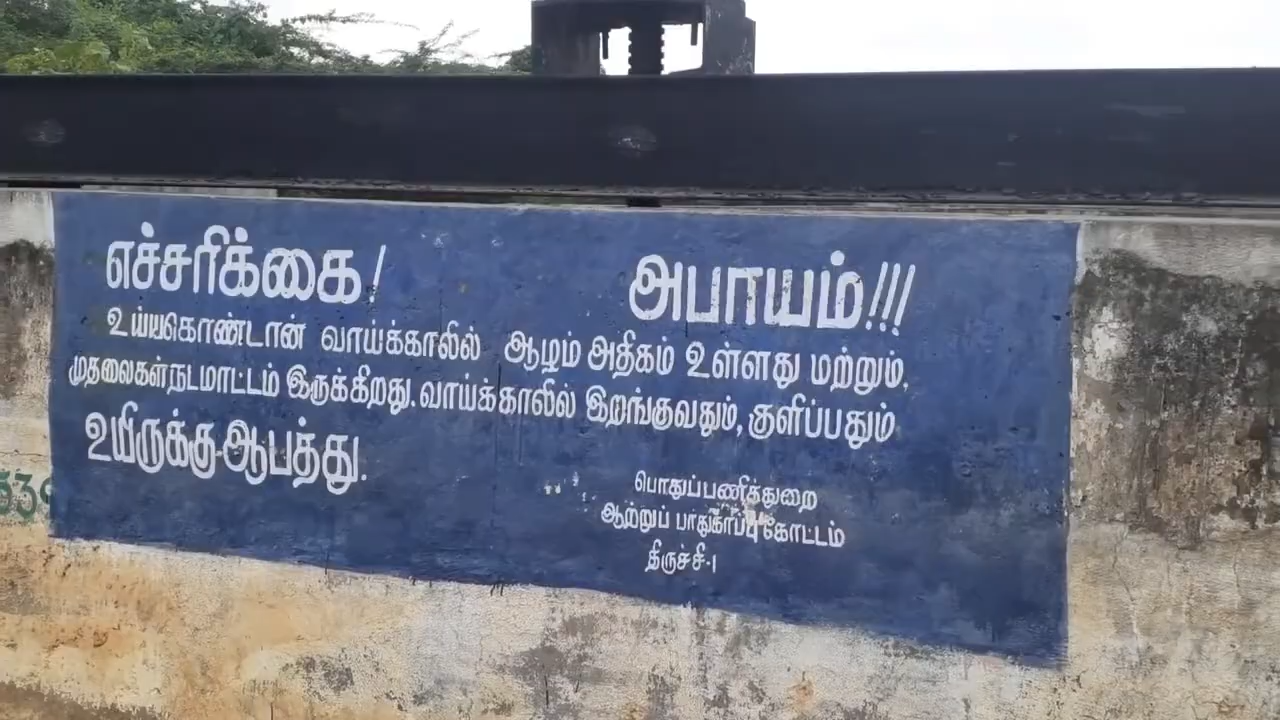 எச்சரிக்கை! அபாயம்!!!
உய்யகொண்டான் வாய்க்காலில் ஆழம் அதிகம் உள்ளது மற்றும்,
முதலைகள் நடமாட்டம் இருக்கிறது. வாய்க்காலில் இறங்குவதும், குளிப்பதும்
உயிருக்கு ஆபத்து.
பொதுப்பணித்துறை
ஆற்றுப் பாதுகாப்பு கோட்டம்
திருச்சி-1
539